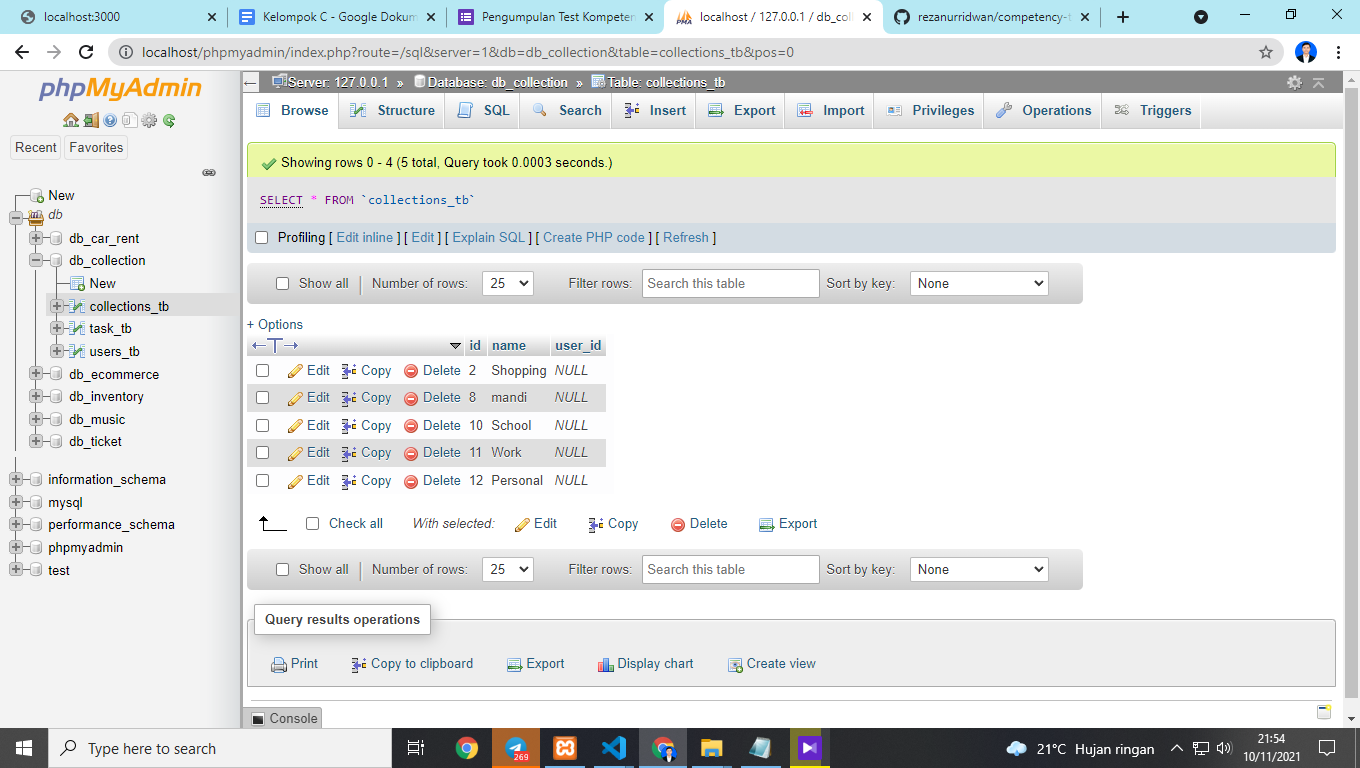 localhost:3000
Kelompok C - Google Dokum
Pengumpulan Test Kompeten
localhost / 127.0.0.1 / db_coll
rezanurridwan/competency-t
localhost/phpmyadmin/index.php?route=/sql&server=1&db=db_collection&table=collections_tb&pos=0
phpMyAdmin
Recent Favorites
New
db
db_car_rent
db_collection
New
collections_tb
task_tb
users_tb
db_ecommerce
db_inventory
db_music
db_ticket
information_schema
mysql
performance_schema
phpmyadmin
test
Server: 127.0.0.1 » Database: db_collection » Table: collections_tb
Browse Structure SQL Search Insert Export Import Privileges Operations Triggers
Showing rows 0 - 4 (5 total, Query took 0.0003 seconds.)
SELECT * FROM `collections_tb`
Profiling [ Edit inline ] [ Edit ] [ Explain SQL ] [ Create PHP code ] [ Refresh ]
Show all | Number of rows: 25 Filter rows: Search this table Sort by key: None
+ Options
id name user_id
Edit Copy Delete 2 Shopping NULL
Edit Copy Delete 8 mandi NULL
Edit Copy Delete 10 School NULL
Edit Copy Delete 11 Work NULL
Edit Copy Delete 12 Personal NULL
Check all With selected: Edit Copy Delete Export
Show all | Number of rows: 25 Filter rows: Search this table Sort by key: None
Query results operations
Print Copy to clipboard Export Display chart Create view
Console
Type here to search
269
21°C Hujan ringan
21:54
10/11/2021